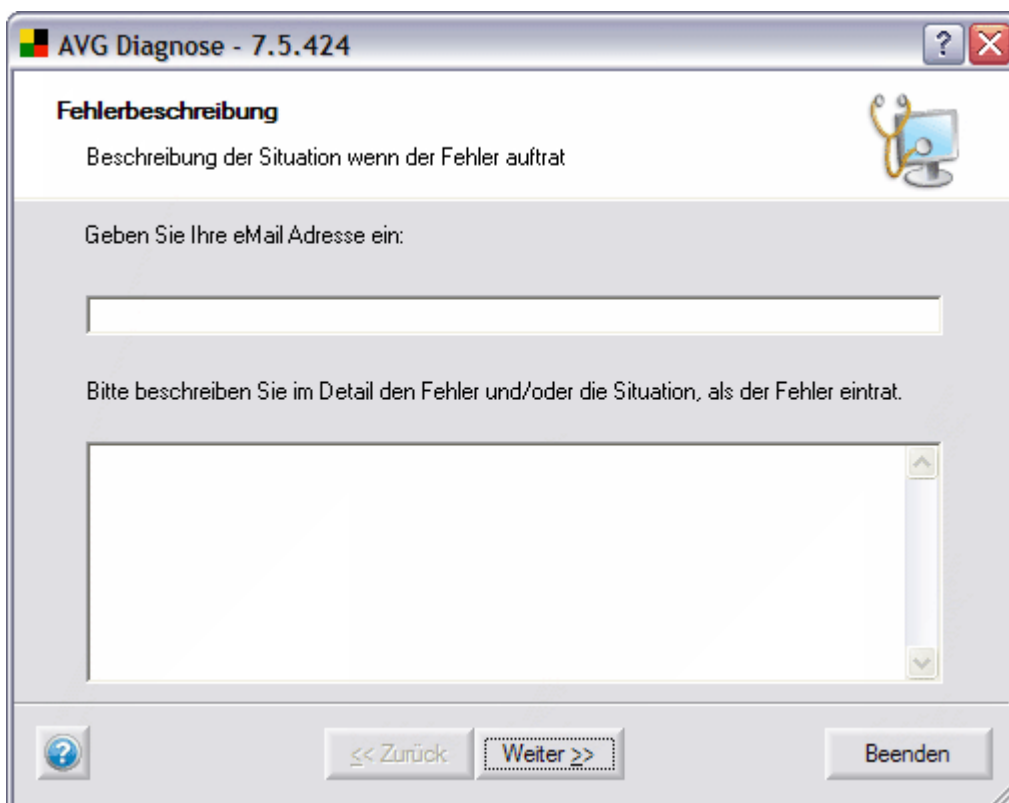 AVG Diagnose - 7.5.424
Fehlerbeschreibung
Beschreibung der Situation wenn der Fehler auftrat
Geben Sie Ihre eMail Adresse ein:
Bitte beschreiben Sie im Detail den Fehler und/oder die Situation, als der Fehler eintrat.
<< Zurück
Weiter >>
Beenden